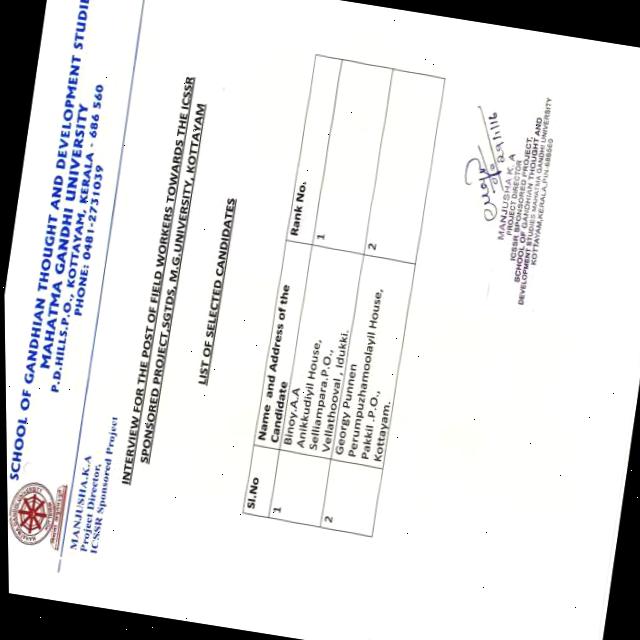 SCHOOL OF GANDHIAN THOUGHT AND DEVELOPMENT STUDIE
MAHATMA GANDHI UNIVERSITY
P.D.HILLS.P.O., KOTTAYAM, KERALA - 686 560
PHONE: 0481-2731039
MANJUSHA.K.A
Project Director,
ICSSR Sponsored Project
INTERVIEW FOR THE POST OF FIELD WORKERS TOWARDS THE ICSSR
SPONSORED PROJECT,SGTDS, M.G.UNIVERSITY, KOTTAYAM
LIST OF SELECTED CANDIDATES
Sl.No
Name and Address of the
Candidate
Rank No.
1
Binoy.A.A
Anikkudiyil House,
Selliampara.P.O.,
Vellathooval , Idukki.
1
2
Georgy Punnen
Perumpuzhamoolayil House,
Pakkil .P.O.,
Kottayam.
2
29/1/16
MANJUSHA K. A
PROJECT DIRECTOR
ICSSR SPONSORED PROJECT,
SCHOOL OF GANDHIAN THOUGHT AND
DEVELOPMENT STUDIES MAHATMA GANDHI UNIVERSITY
KOTTAYAM,KERALA,PIN:686560